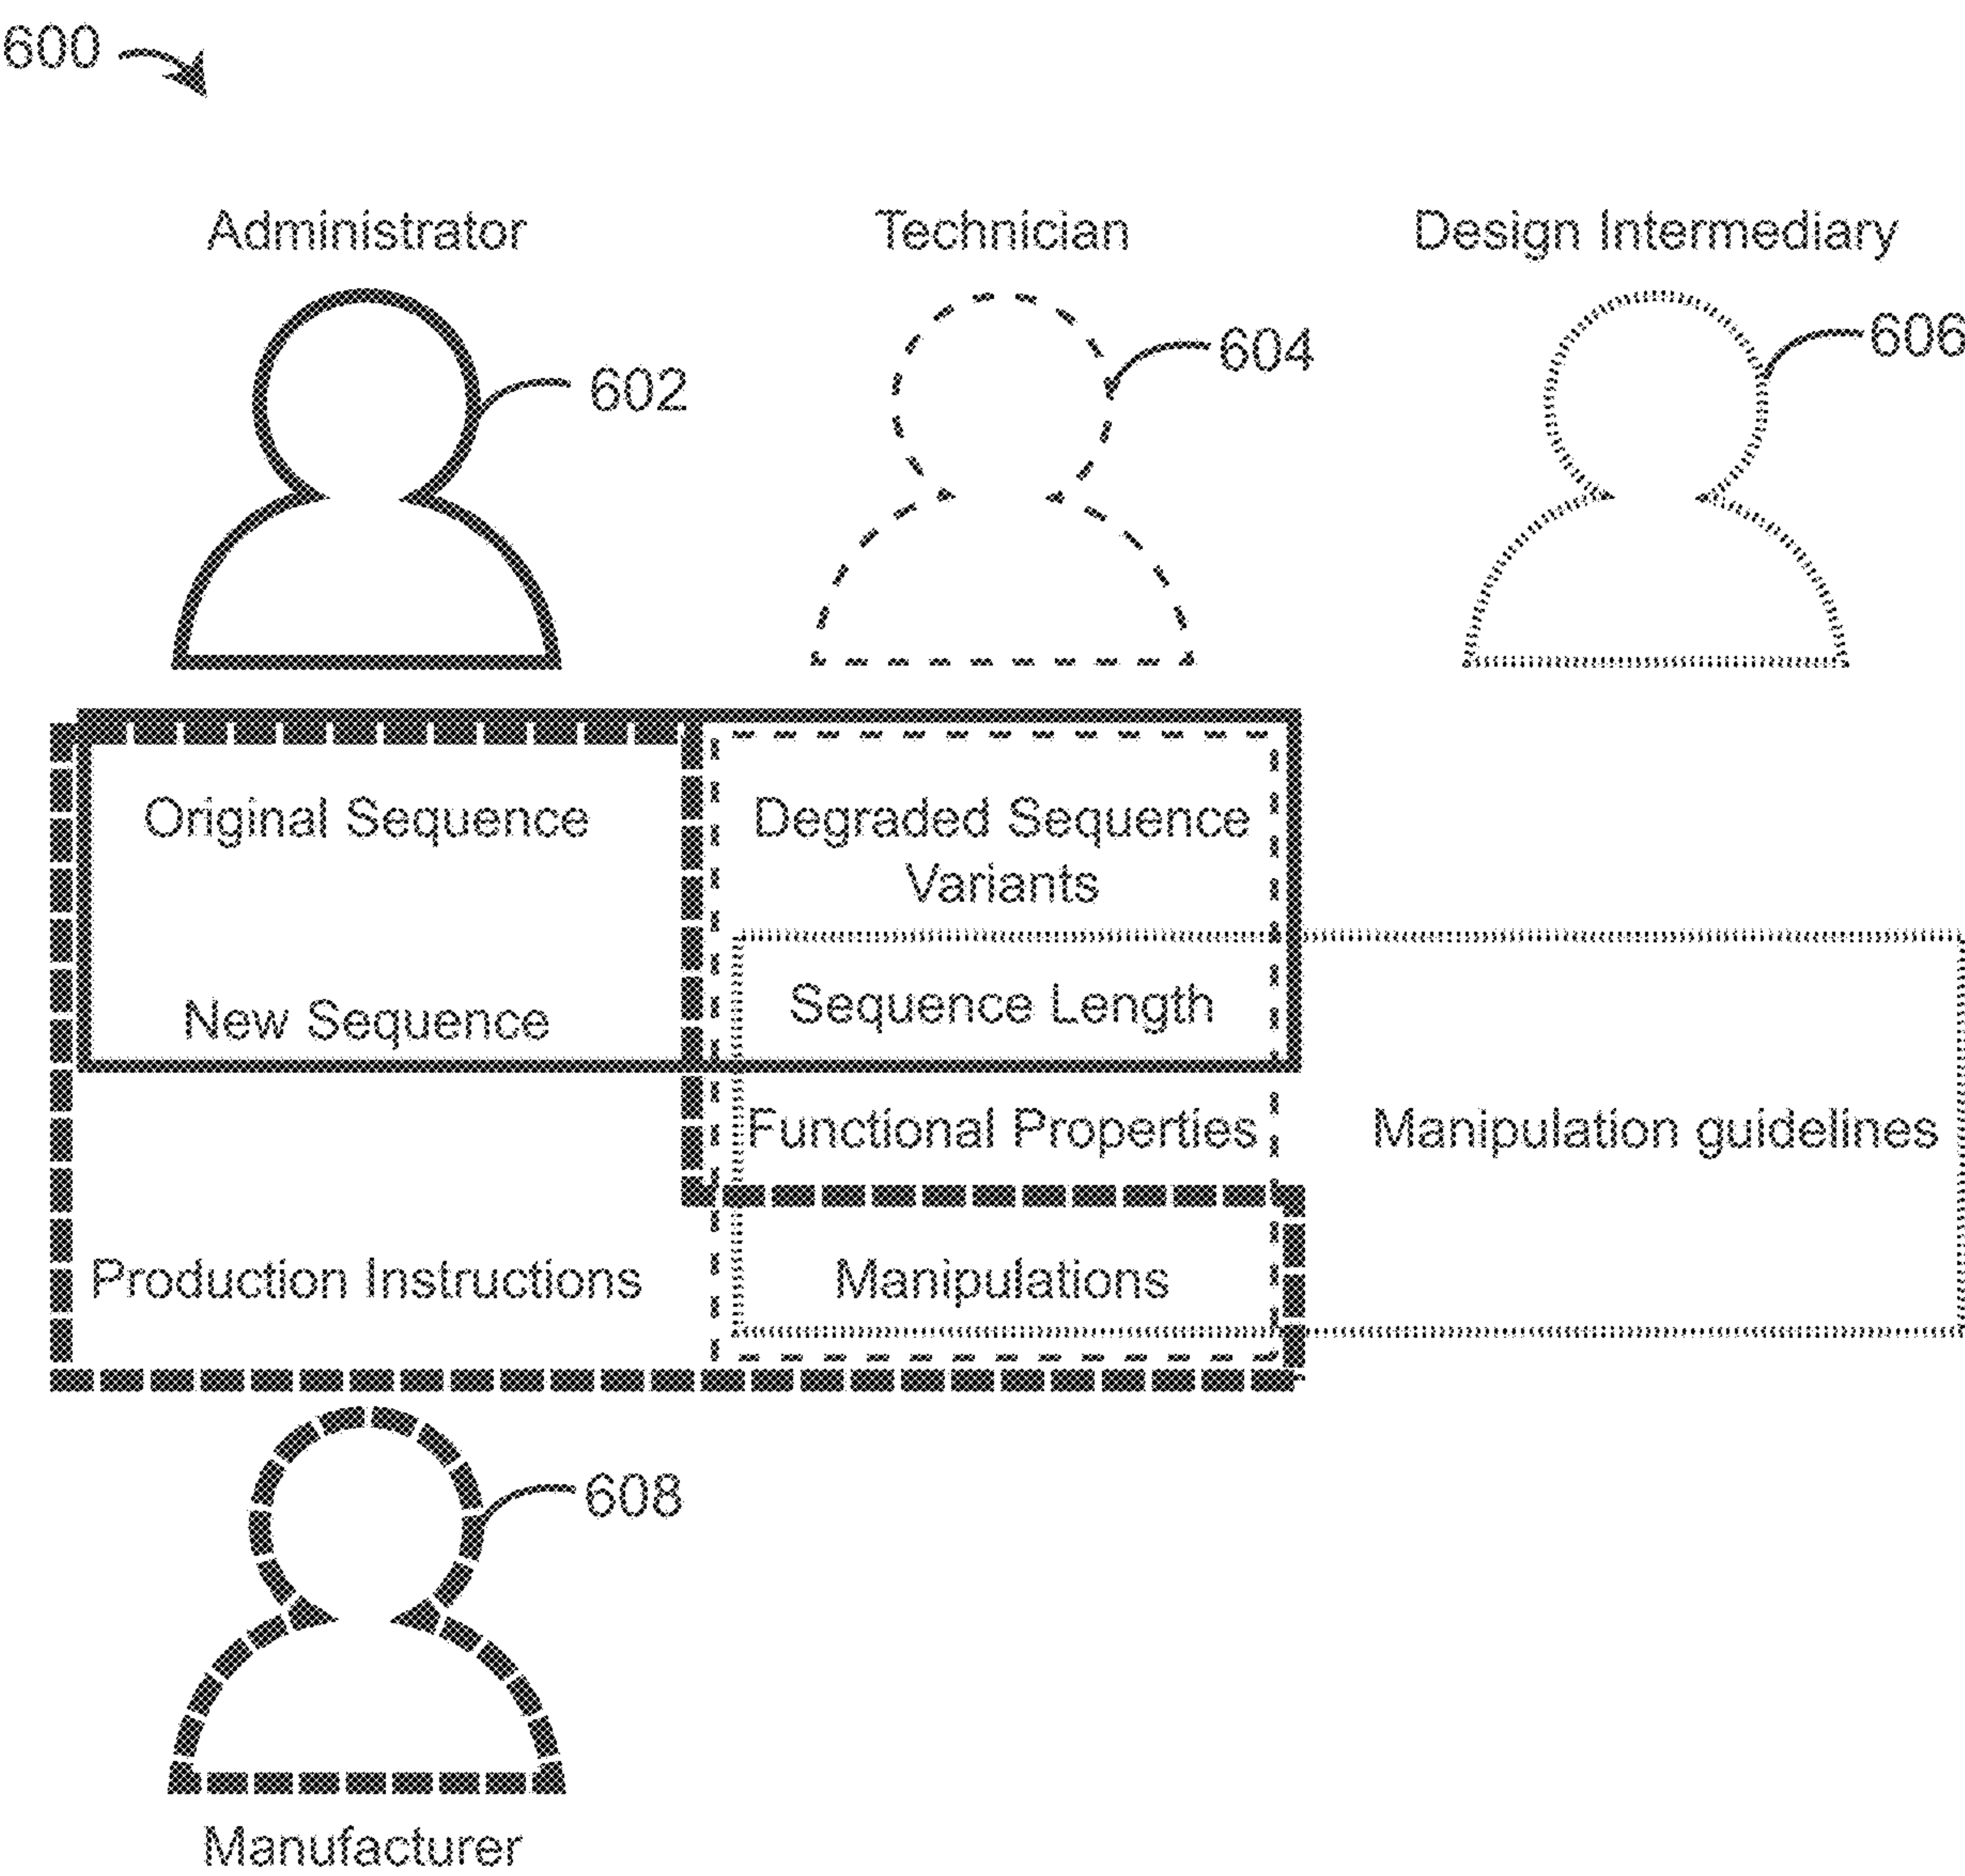 600
Administrator
Technician
Design Intermediary
602
604
606
Original Sequence
Degraded Sequence
Variants
New Sequence
Sequence Length
Functional Properties
Manipulation guidelines
Production Instructions
Manipulations
608
Manufacturer